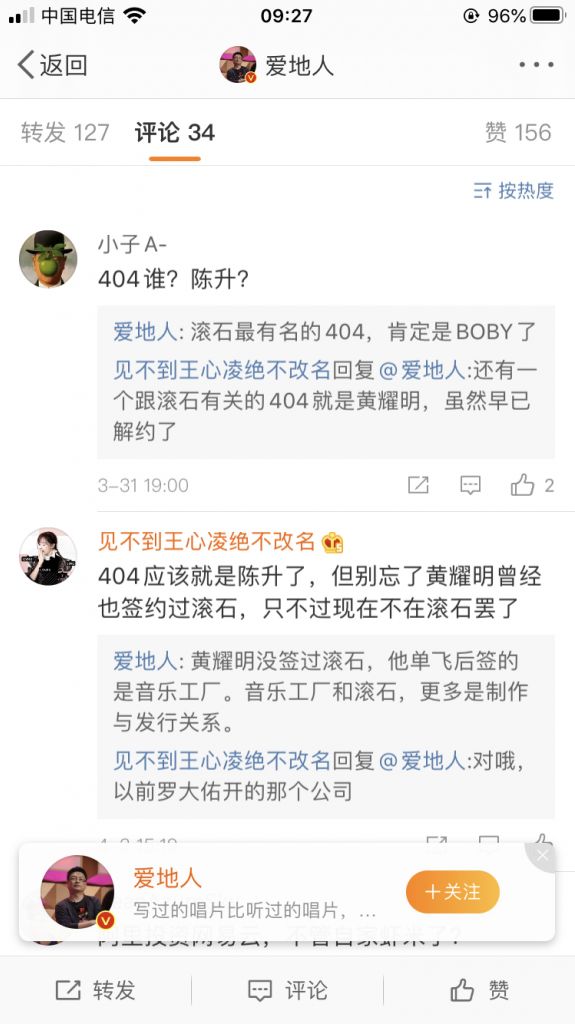 中国电信
09:27
96%
返回
爱地人
转发 127
评论 34
赞 156
按热度
小子A-
404谁？陈升？
爱地人: 滚石最有名的404，肯定是BOBY了
见不到王心凌绝不改名回复@爱地人:还有一
个跟滚石有关的404就是黄耀明，虽然早已
解约了
3-31 19:00
2
见不到王心凌绝不改名
404应该就是陈升了，但别忘了黄耀明曾经
也签约过滚石，只不过现在不在滚石罢了
爱地人: 黄耀明没签过滚石，他单飞后签的
是音乐工厂。音乐工厂和滚石，更多是制作
与发行关系。
见不到王心凌绝不改名回复@爱地人:对哦，
以前罗大佑开的那个公司
爱地人
写过的唱片比听过的唱片，...
+关注
阿里投资网易云，不管自家虾米了？
转发
评论
赞